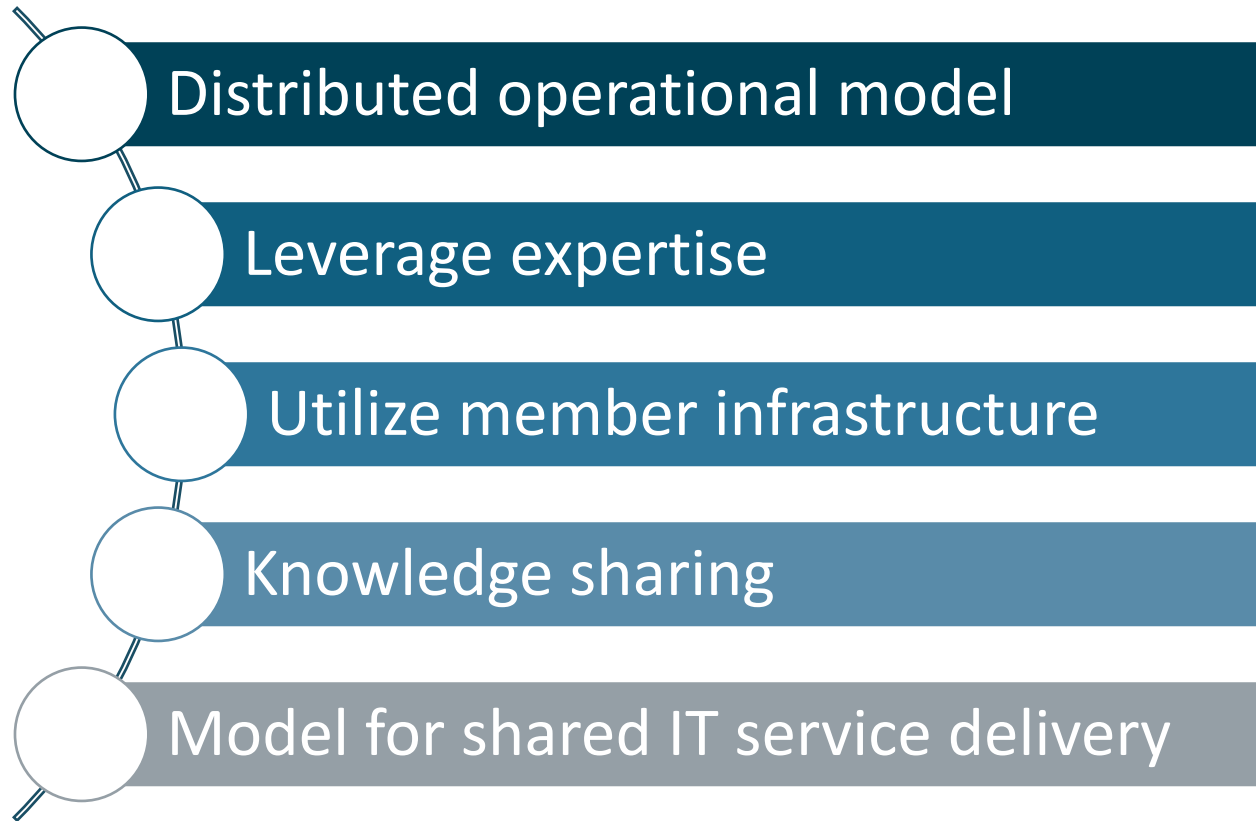 Distributed operational model
Leverage expertise
Utilize member infrastructure
Knowledge sharing
Model for shared IT service delivery